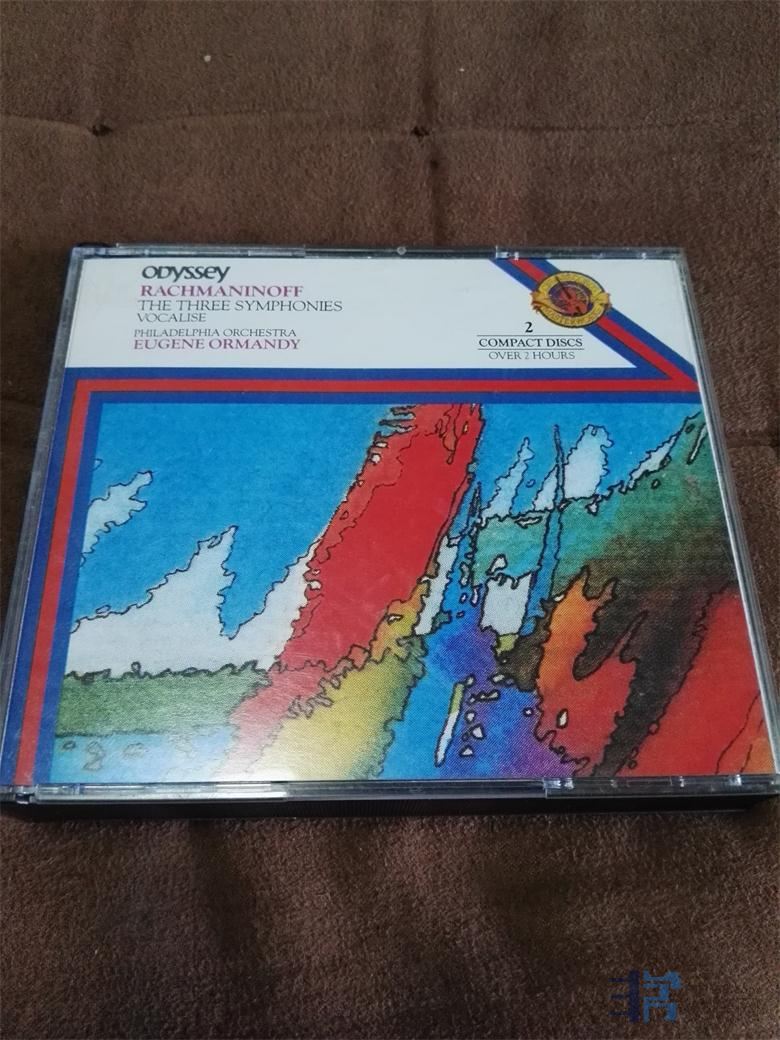 ODYSSEY
RACHMANINOFF
THE THREE SYMPHONIES
VOCALISE
PHILADELPHIA ORCHESTRA
EUGENE ORMANDY
2
COMPACT DISCS
OVER 2 HOURS